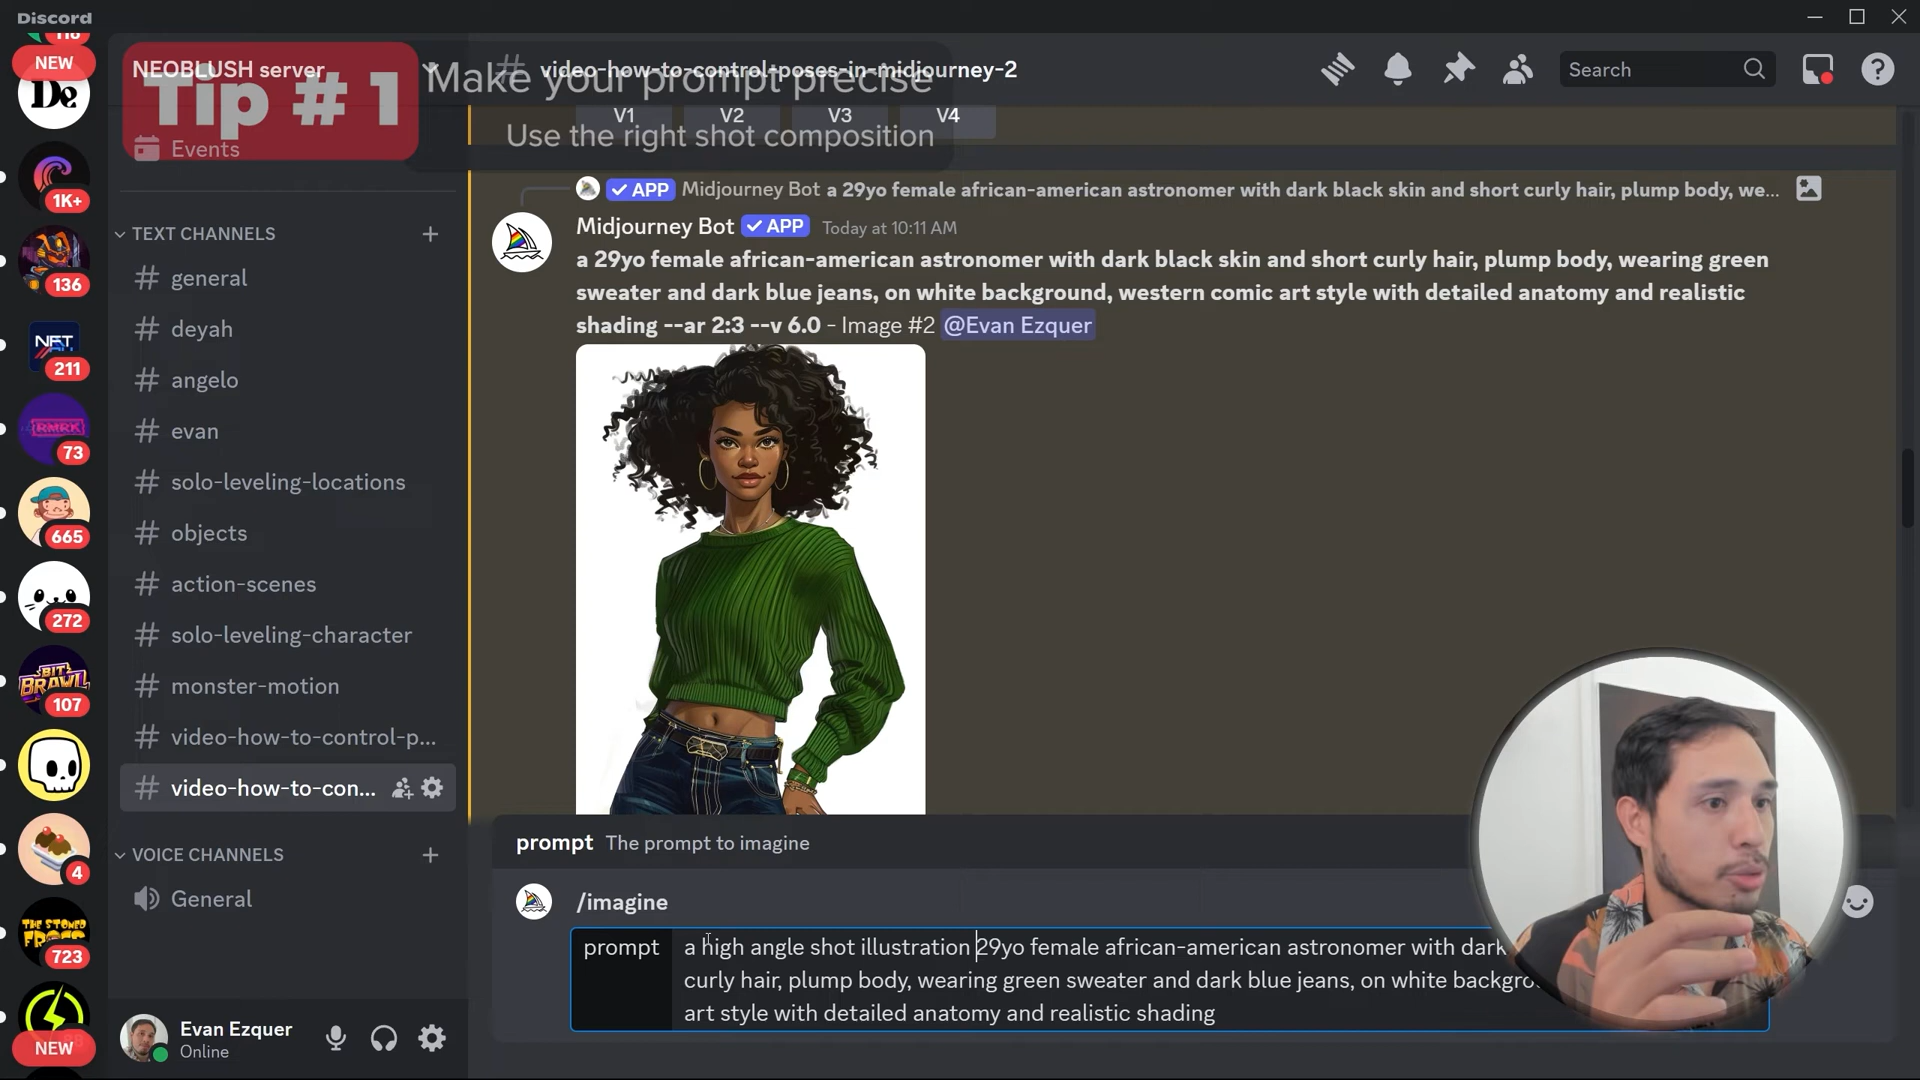 Discord
116
NEW
De
1K+
136
NFT
211
RMRK
73
665
272
BIT
BRAWL
107
4
THE STONED
FROGS
723
NEW
NEOBLUSH server
Tip # 1
Events
TEXT CHANNELS
general
deyah
angelo
evan
solo-leveling-locations
objects
action-scenes
solo-leveling-character
monster-motion
video-how-to-control-p...
video-how-to-con...
VOICE CHANNELS
General
Evan Ezquer
Online
video-how-to-control-poses-in-midjourney-2
Make your prompt precise
Use the right shot composition
Search
V1 V2 V3 V4
APP Midjourney Bot a 29yo female african-american astronomer with dark black skin and short curly hair, plump body, we...
Midjourney Bot APP Today at 10:11 AM
a 29yo female african-american astronomer with dark black skin and short curly hair, plump body, wearing green
sweater and dark blue jeans, on white background, western comic art style with detailed anatomy and realistic
shading --ar 2:3 --v 6.0 - Image #2 @Evan Ezquer
prompt The prompt to imagine
/imagine
prompt a high angle shot illustration 29yo female african-american astronomer with dark
curly hair, plump body, wearing green sweater and dark blue jeans, on white
art style with detailed anatomy and realistic shading